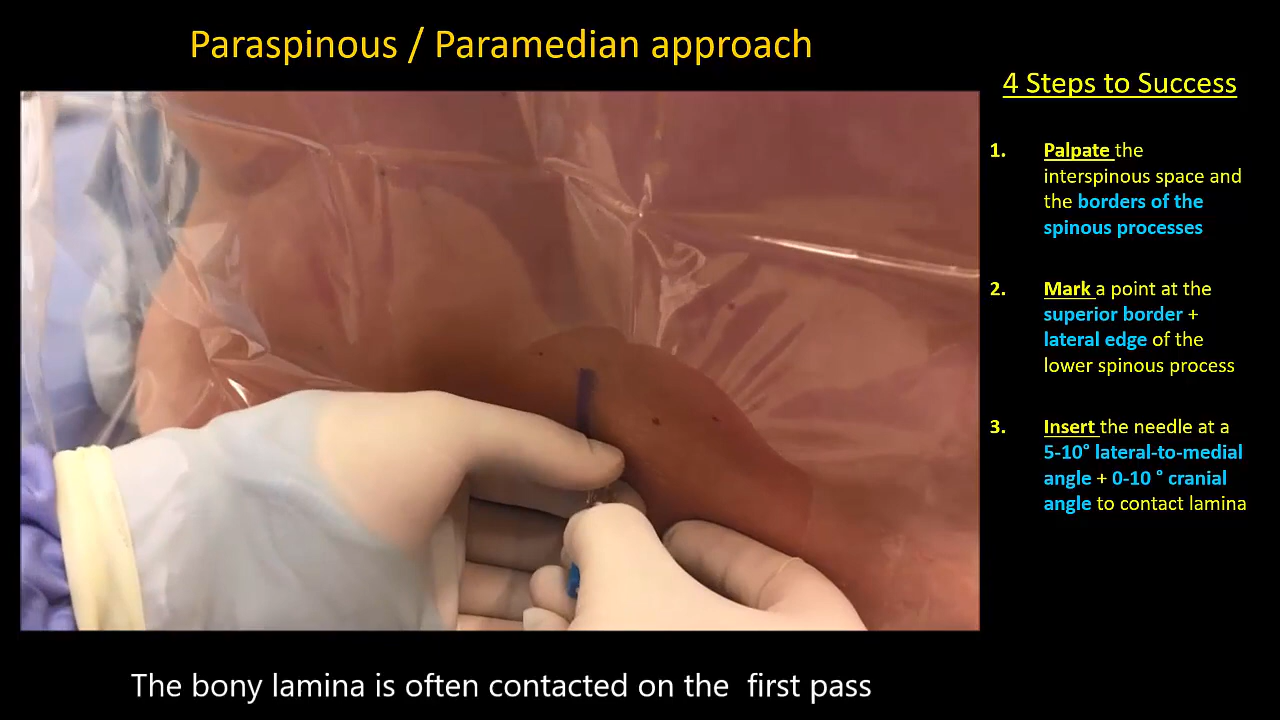 Paraspinous / Paramedian approach
4 Steps to Success
1. Palpate the
interspinous space and
the borders of the
spinous processes
2. Mark a point at the
superior border +
lateral edge of the
lower spinous process
3. Insert the needle at a
5-10° lateral-to-medial
angle + 0-10 ° cranial
angle to contact lamina
The bony lamina is often contacted on the  first pass